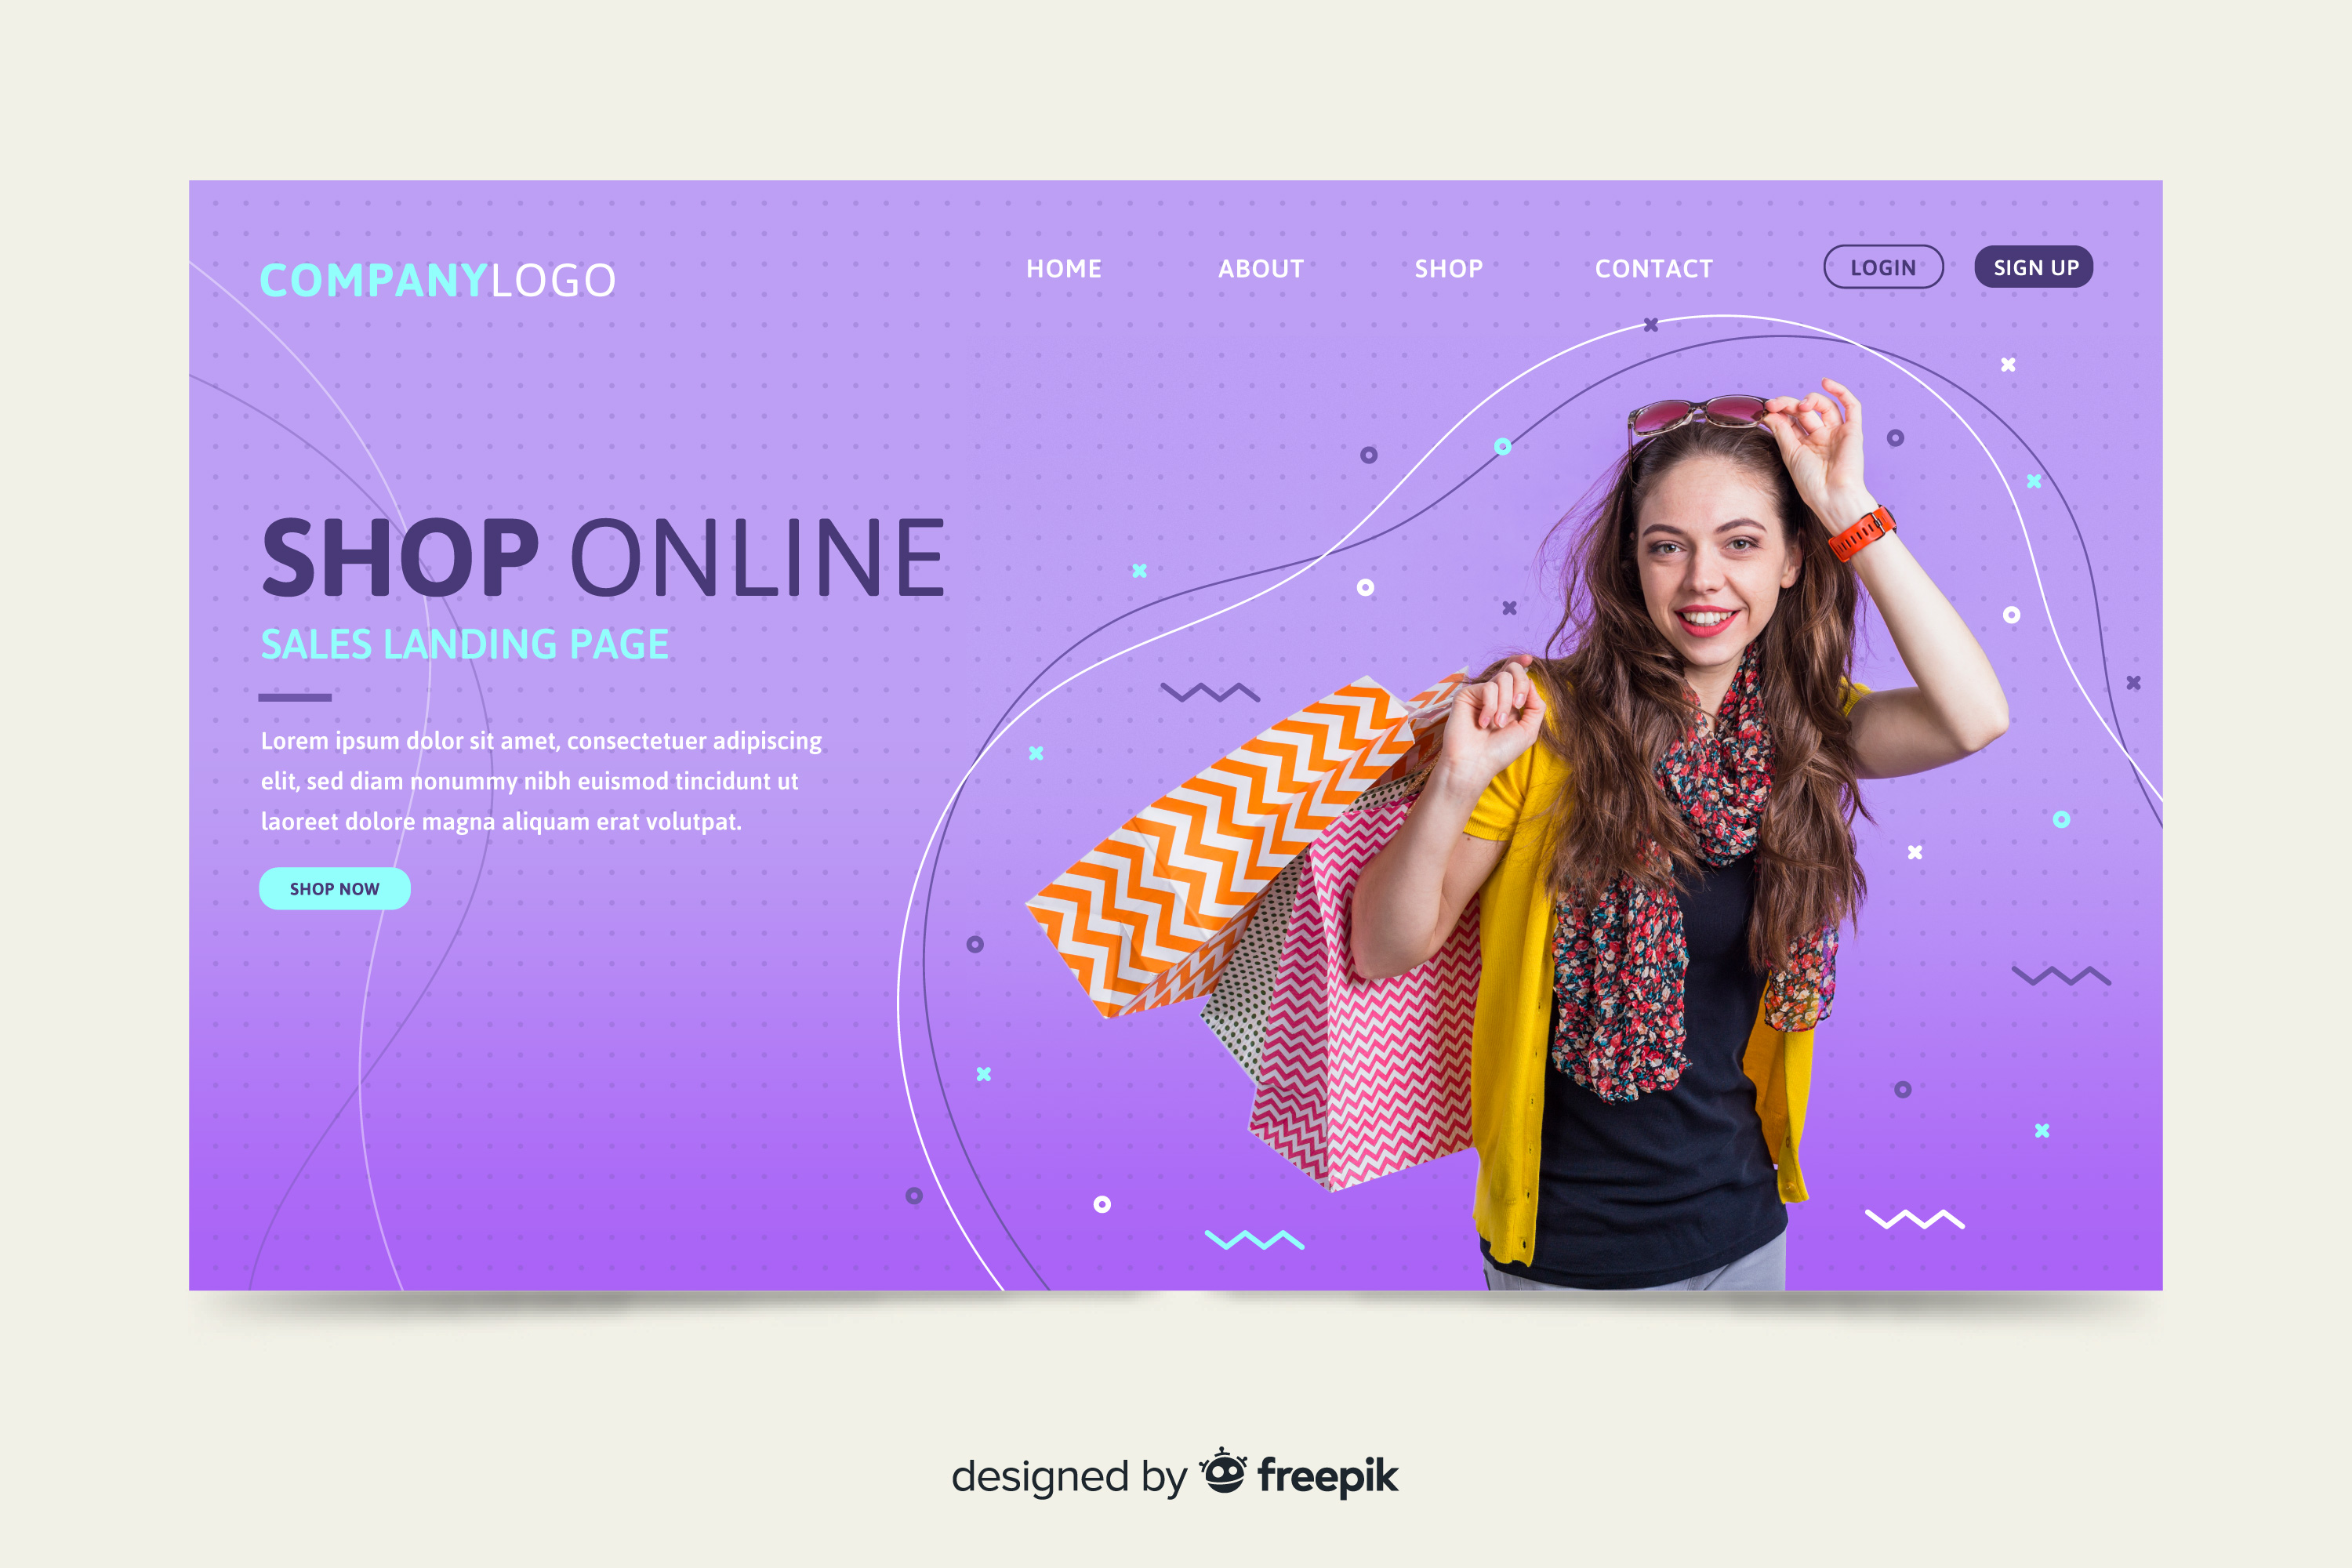 COMPANYLOGO
HOME ABOUT SHOP CONTACT LOGIN SIGN UP
SHOP ONLINE
SALES LANDING PAGE
Lorem ipsum dolor sit amet, consectetuer adipiscing
elit, sed diam nonummy nibh euismod tincidunt ut
laoreet dolore magna aliquam erat volutpat.
SHOP NOW
designed by freepik